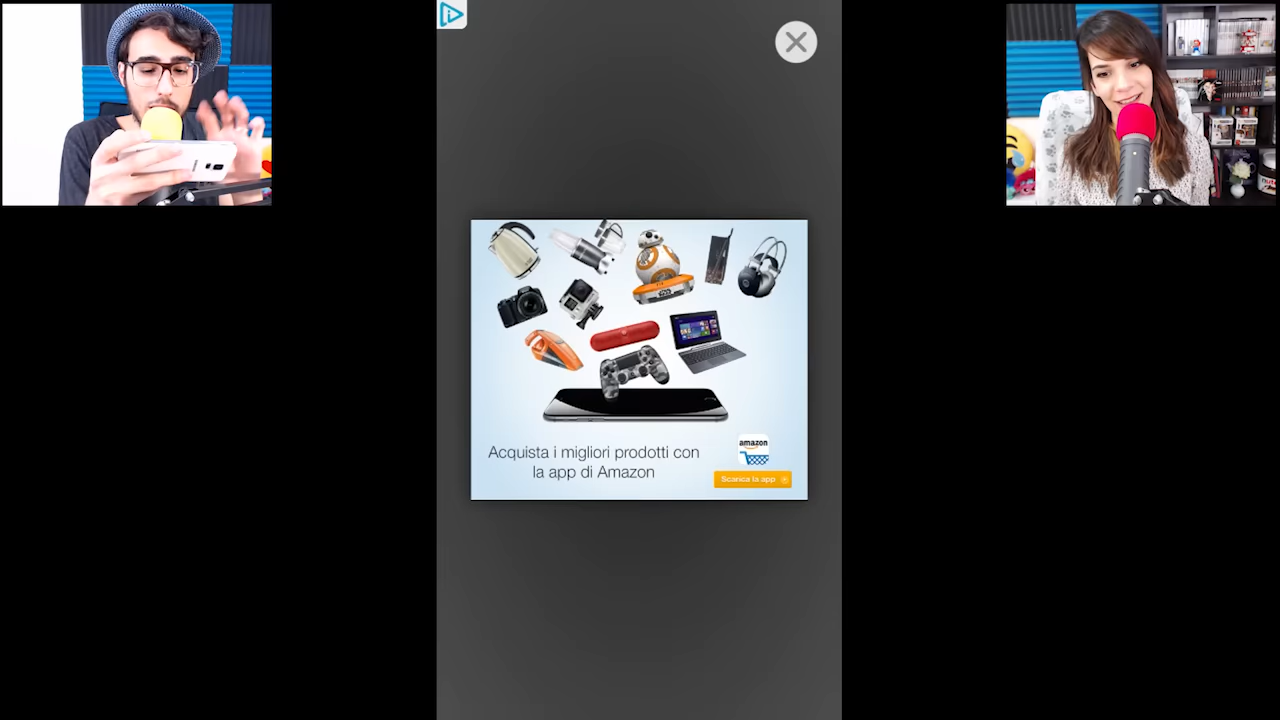 Acquista i migliori prodotti con
la app di Amazon
amazon
Scarica la app